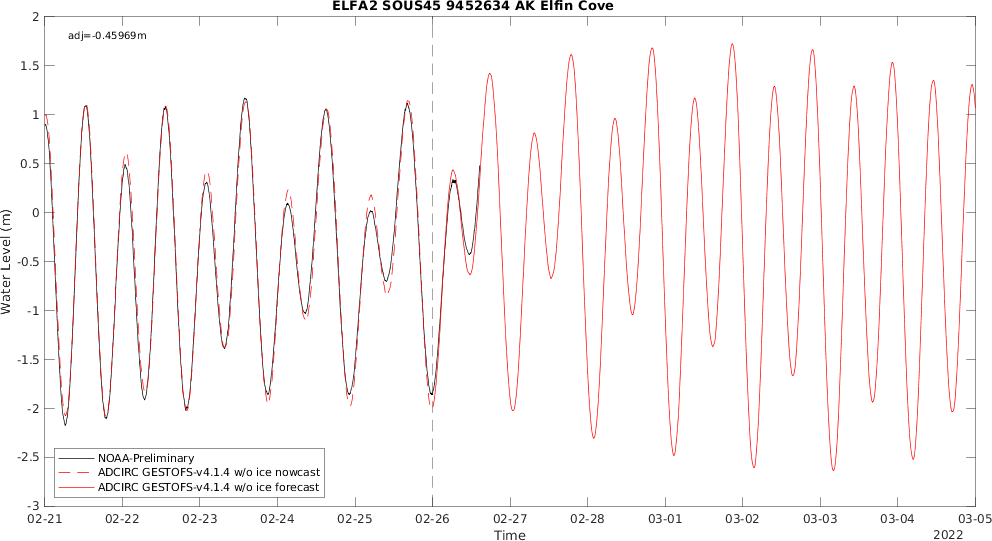 ELFA2 SOUS45 9452634 AK Elfin Cove
adj=-0.45969m
Water Level (m)
2
1.5
1
0.5
0
-0.5
-1
-1.5
-2
-2.5
-3
NOAA-Preliminary
ADCIRC GESTOFS-v4.1.4 w/o ice nowcast
ADCIRC GESTOFS-v4.1.4 w/o ice forecast
02-21 02-22 02-23 02-24 02-25 02-26 02-27 02-28 03-01 03-02 03-03 03-04 03-05
Time
2022